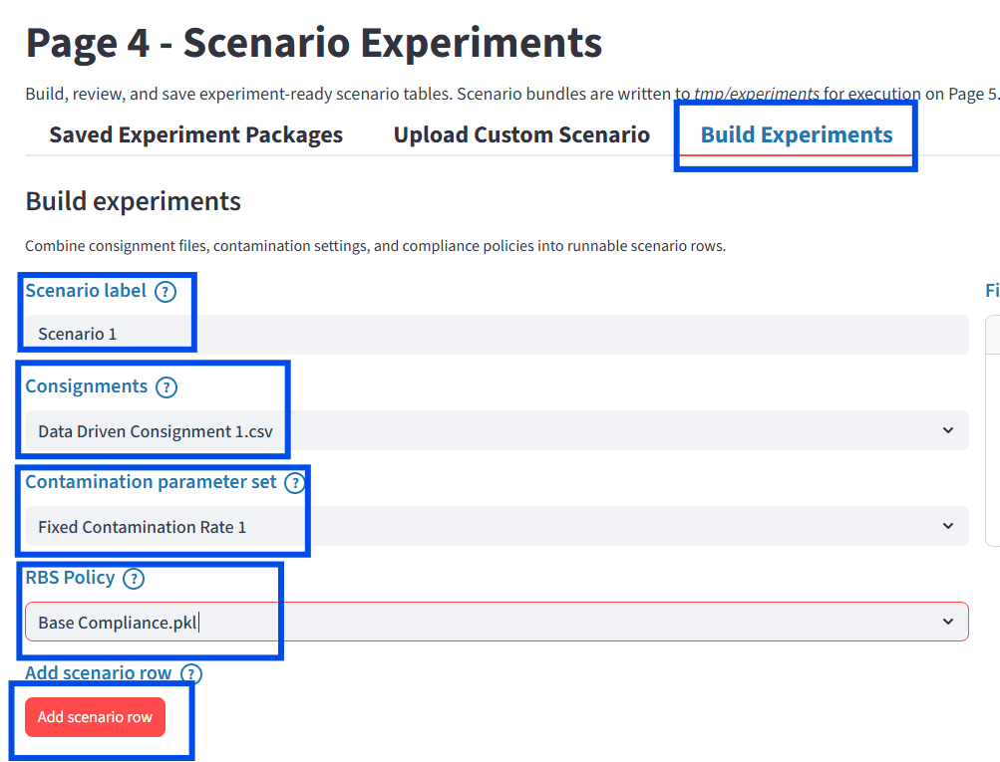 Page 4 - Scenario Experiments
Build, review, and save experiment-ready scenario tables. Scenario bundles are written to tmp/experiments for execution on Page 5.
Saved Experiment Packages Upload Custom Scenario Build Experiments
Build experiments
Combine consignment files, contamination settings, and compliance policies into runnable scenario rows.
Scenario label ? Fi
Scenario 1
Consignments ?
Data Driven Consignment 1.csv
Contamination parameter set ?
Fixed Contamination Rate 1
RBS Policy ?
Base Compliance.pkl
Add scenario row ?
Add scenario row